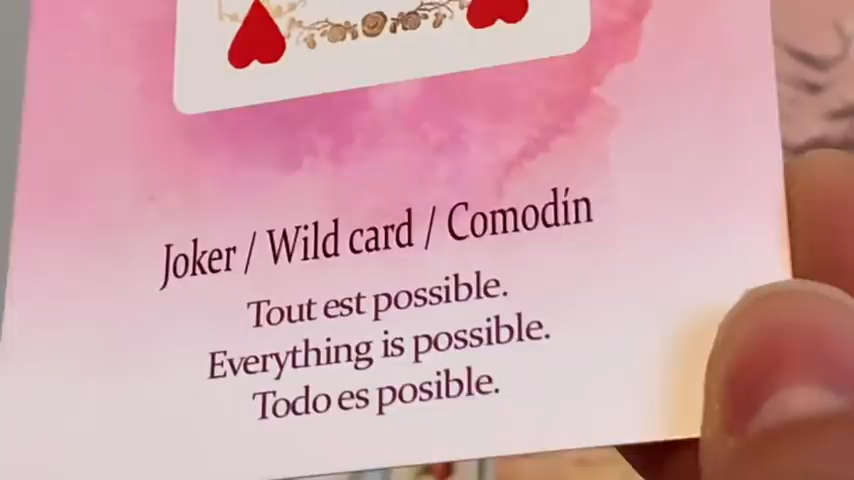 Joker / Wild card / Comodín
Tout est possible.
Everything is possible.
Todo es posible.